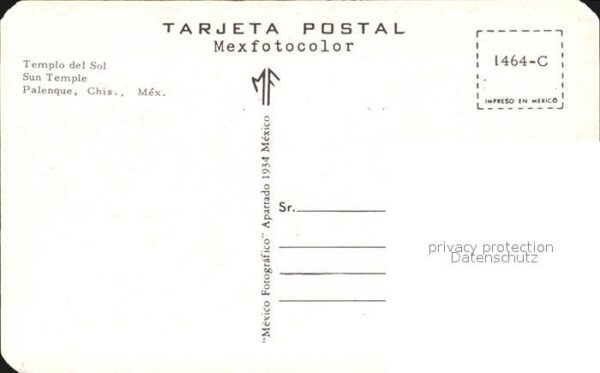 TARJETA POSTAL
Mexfotocolor
Templo del Sol
Sun Temple
Palenque, Chis., Méx.
MF
1464-C
IMPRESO EN MEXICO
"México Fotográfico" Apartado 1934 México
Sr.
privacy protection
Datenschutz